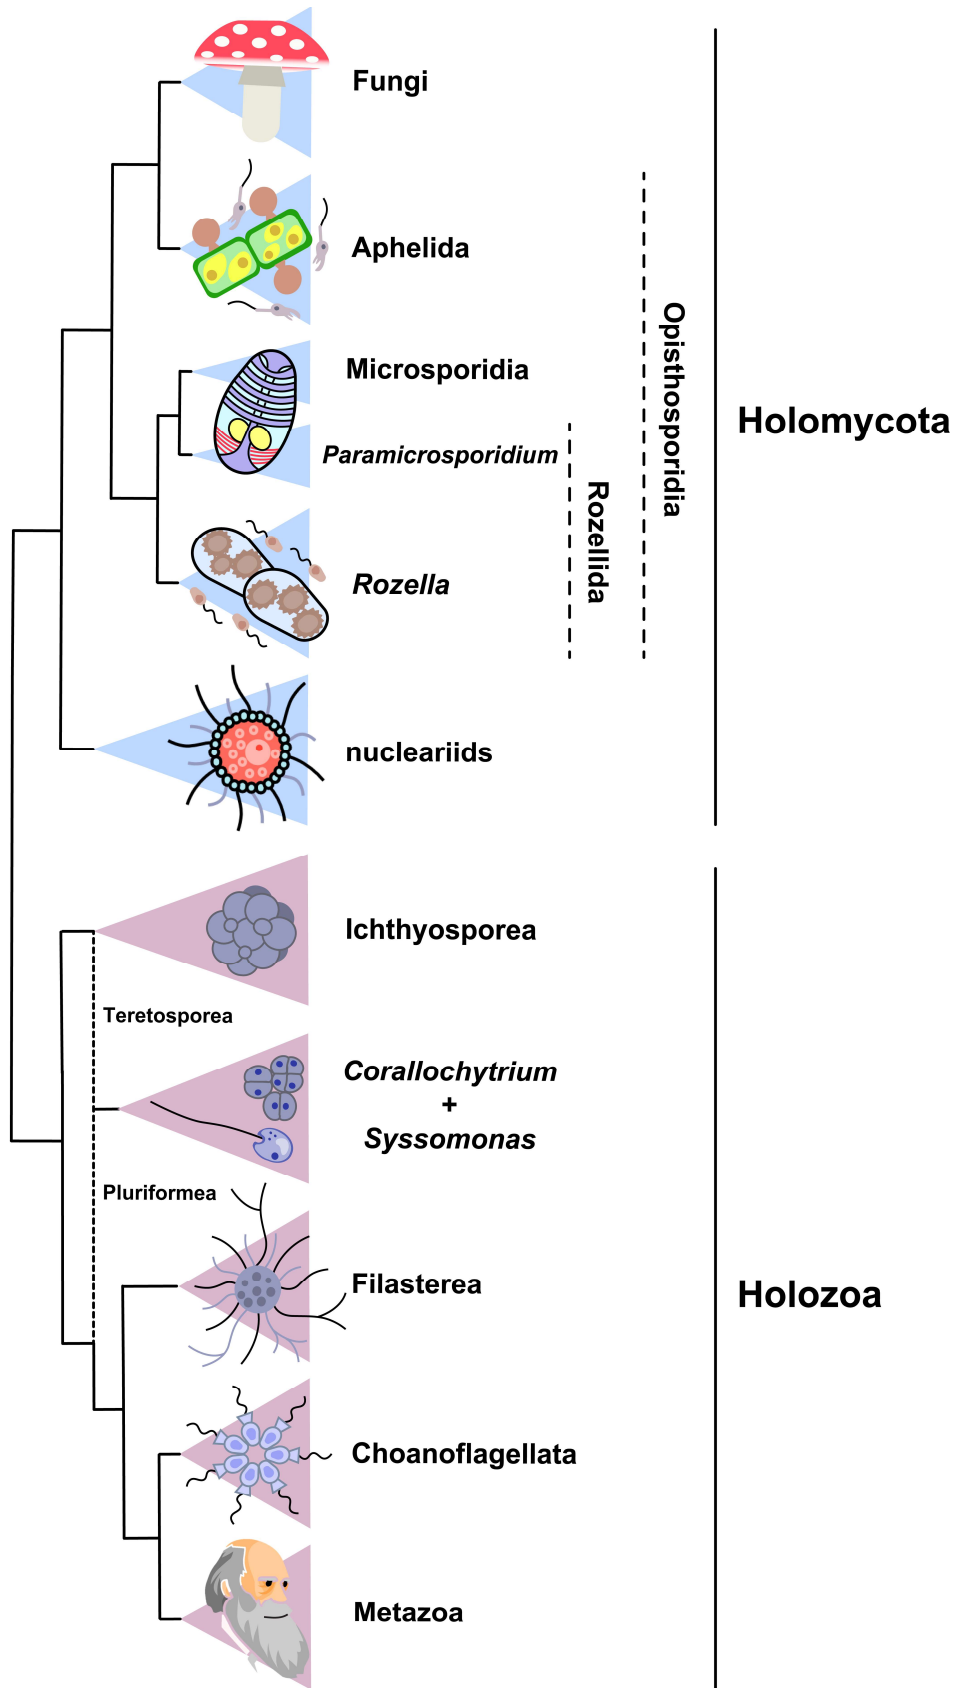 Fungi
Aphelida
Microsporidia
Paramicrosporidium
Rozella
nucleariids
Rozellida
Opisthosporidia
Holomycota
Ichthyosporea
Teretosporea
Corallochytrium
+
Syssomonas
Pluriformea
Filasterea
Holozoa
Choanoflagellata
Metazoa